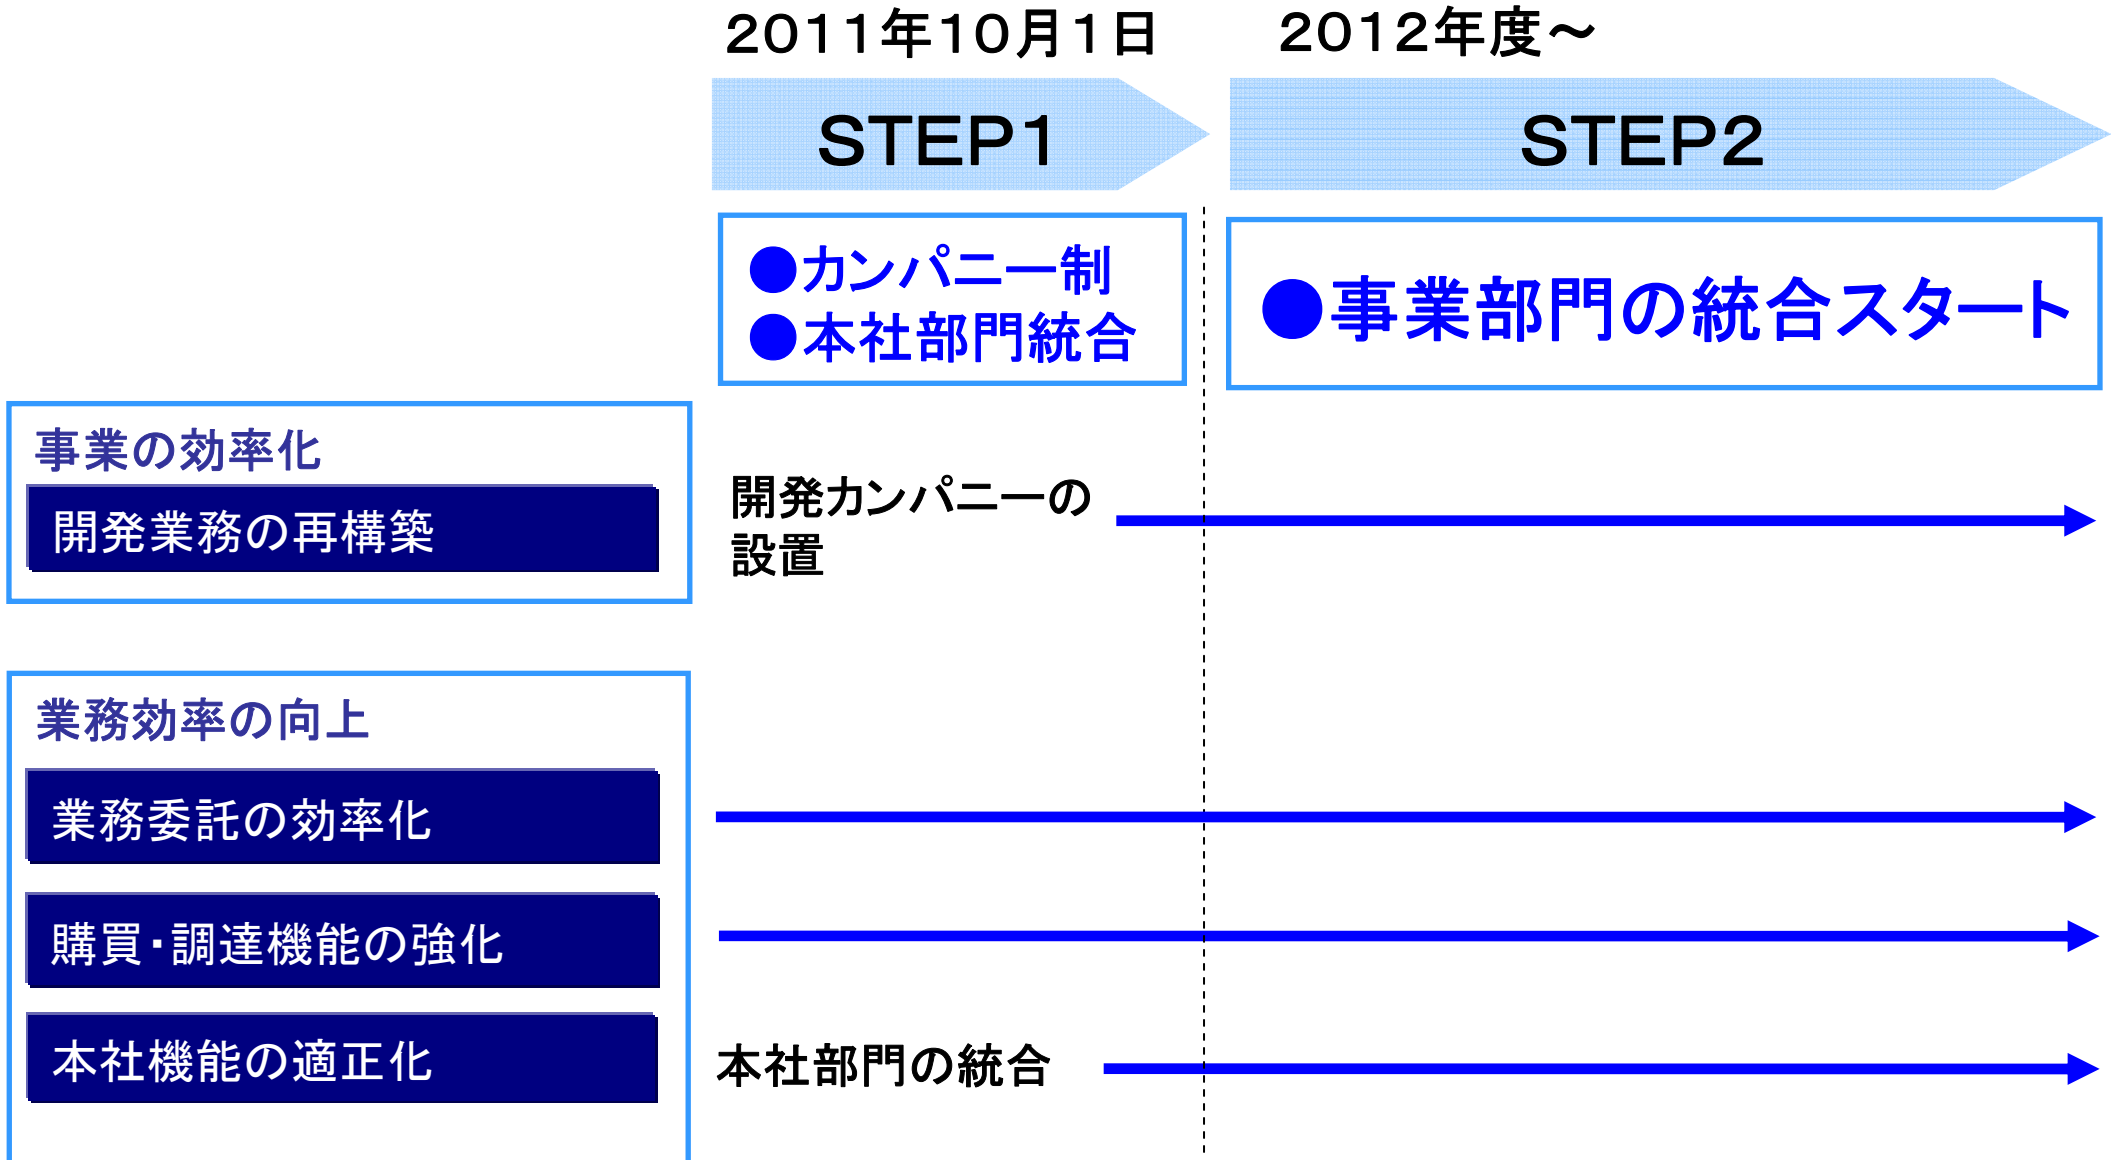 ２０１１年１０月１日
２０１２年度～
ＳＴＥＰ１
ＳＴＥＰ２
●カンパニー制
●本社部門統合
●事業部門の統合スタート
事業の効率化
開発業務の再構築
開発カンパニーの
設置
業務効率の向上
業務委託の効率化
購買・調達機能の強化
本社機能の適正化
本社部門の統合